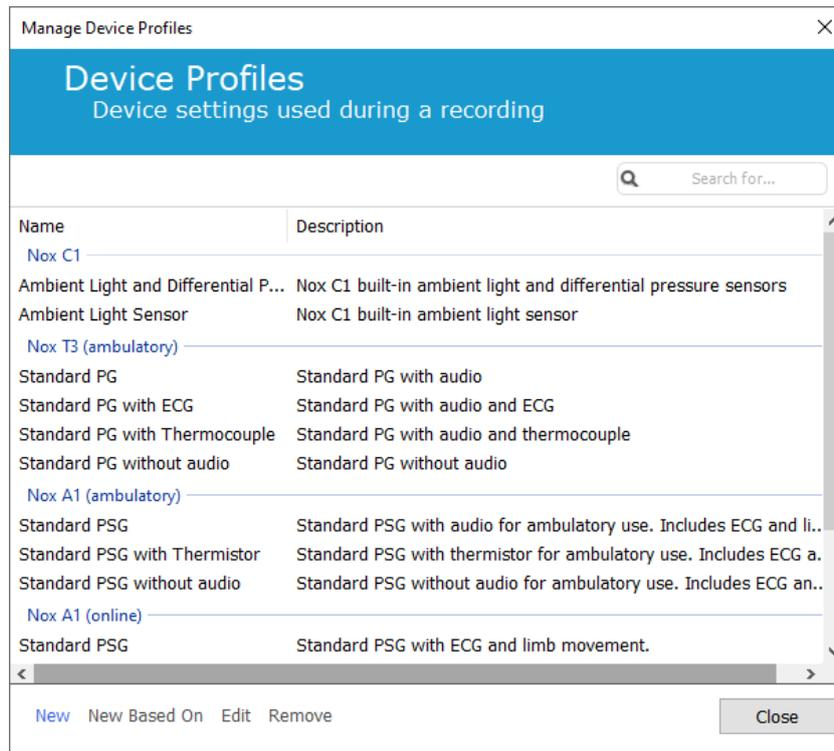 Manage Device Profiles
Device Profiles
Device settings used during a recording
Search for...
Name Description
Nox C1
Ambient Light and Differential P... Nox C1 built-in ambient light and differential pressure sensors
Ambient Light Sensor Nox C1 built-in ambient light sensor
Nox T3 (ambulatory)
Standard PG Standard PG with audio
Standard PG with ECG Standard PG with audio and ECG
Standard PG with Thermocouple Standard PG with audio and thermocouple
Standard PG without audio Standard PG without audio
Nox A1 (ambulatory)
Standard PSG Standard PSG with audio for ambulatory use. Includes ECG and li..
Standard PSG with Thermistor Standard PSG with thermistor for ambulatory use. Includes ECG a.
Standard PSG without audio Standard PSG without audio for ambulatory use. Includes ECG an..
Nox A1 (online)
Standard PSG Standard PSG with ECG and limb movement.
New New Based On Edit Remove Close